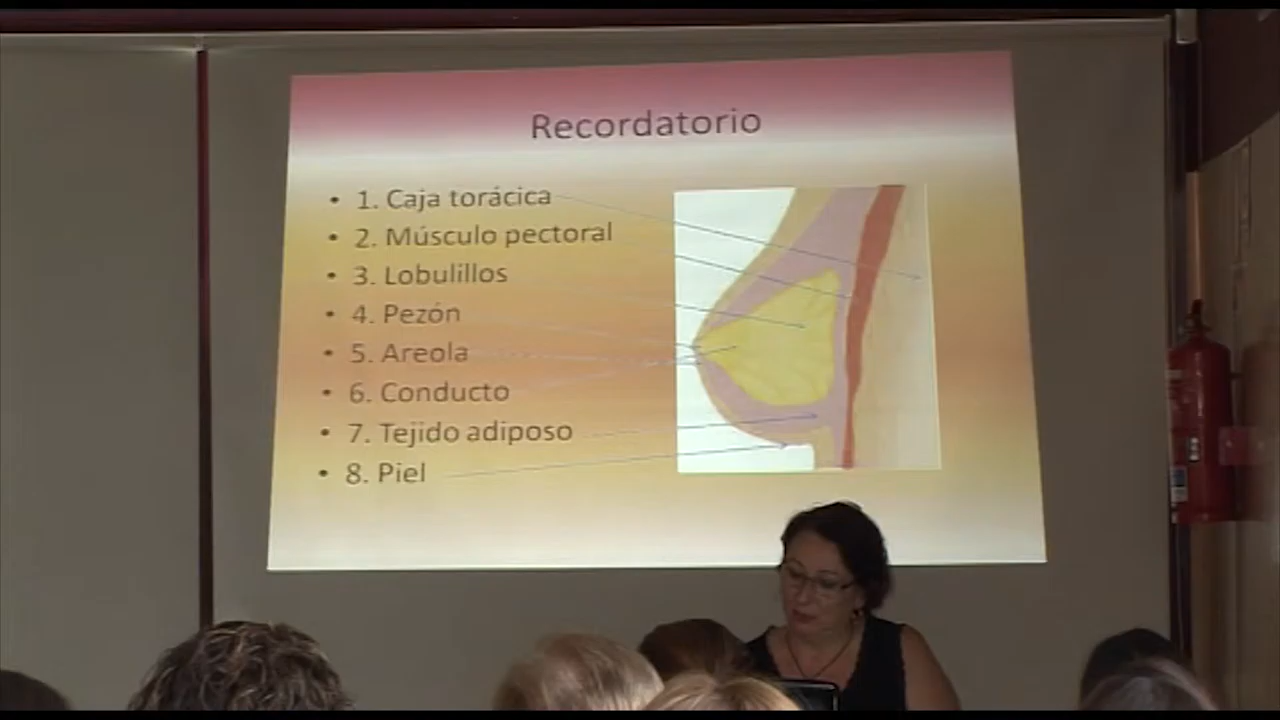 Recordatorio
• 1. Caja torácica
• 2. Músculo pectoral
• 3. Lobulillos
• 4. Pezón
• 5. Areola
• 6. Conducto
• 7. Tejido adiposo
• 8. Piel